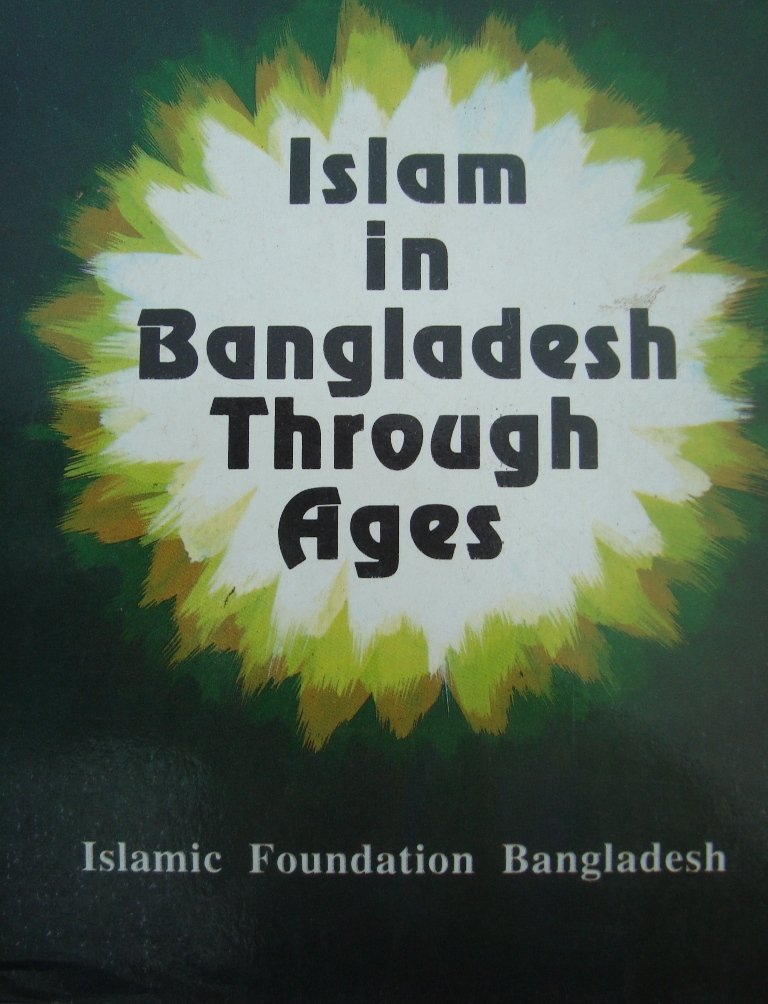 Islam
in
Bangladesh
Through
Ages
Islamic Foundation Bangladesh